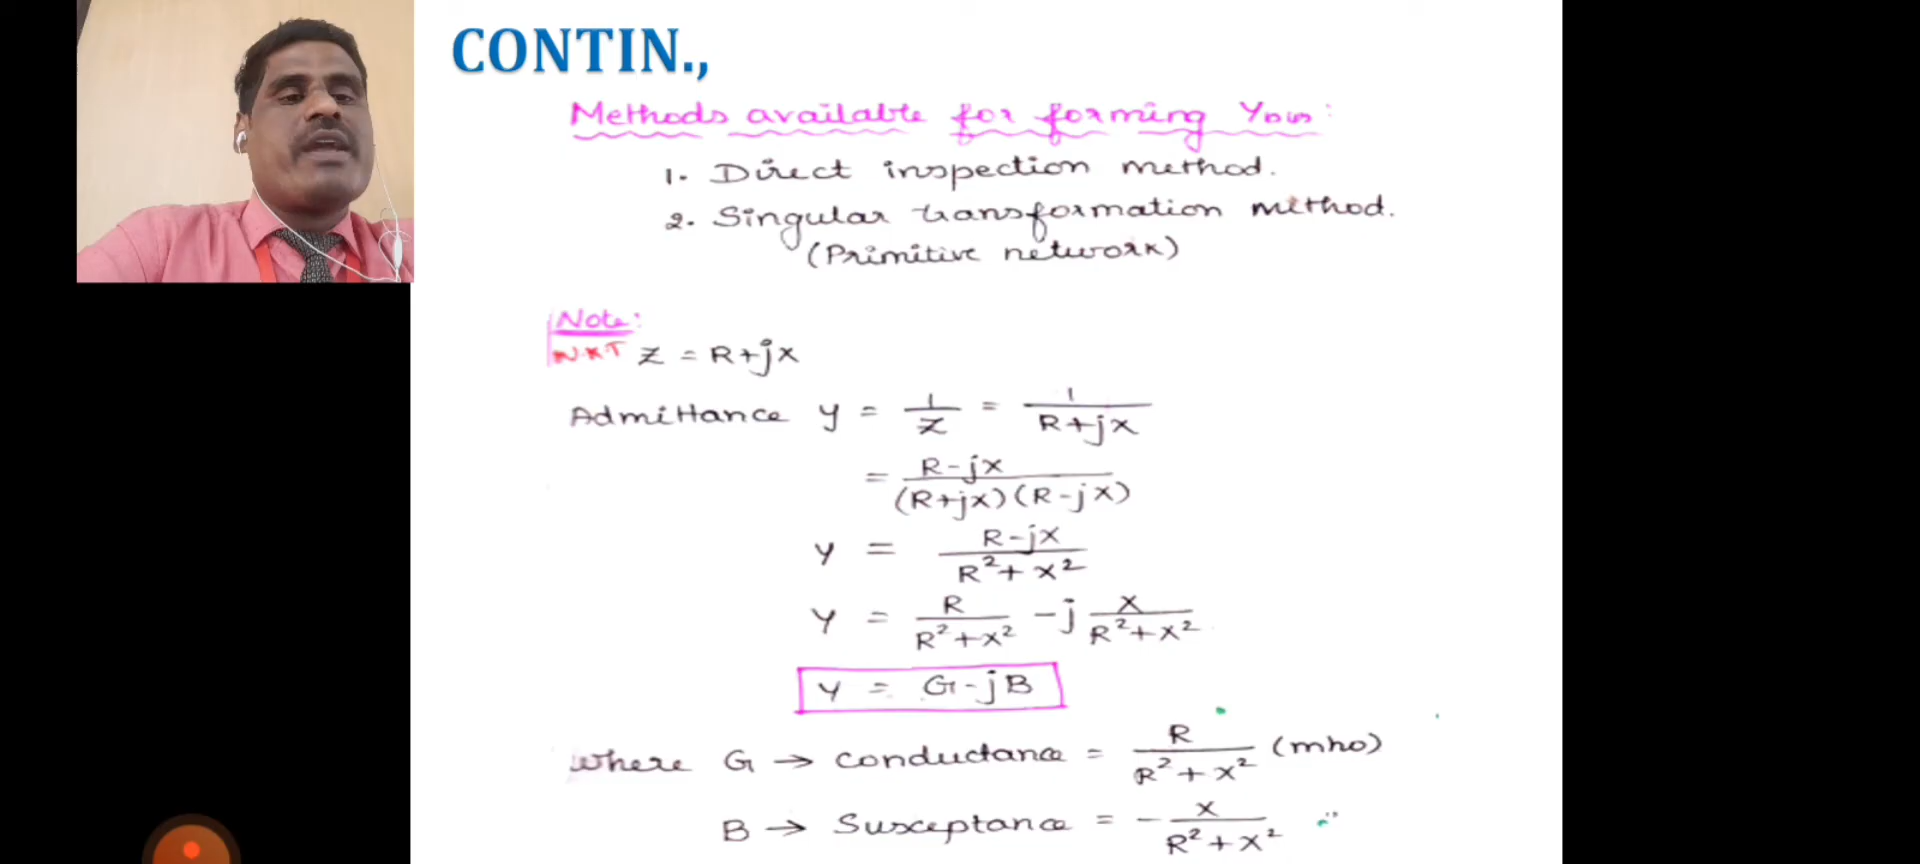 CONTIN.,
Methods available for forming Ybus:
1. Direct inspection method.
2. Singular transformation method.
(Primitive network)
Note:
W.K.T Z = R+jX
Admittance y = 1/Z = 1/(R+jX)
= R-jX/(R+jX)(R-jX)
Y = R-jX/R²+X²
Y = R/R²+X² -j X/R²+X²
Y = G-jB
where G → conductance = R/R²+X² (mho)
B → Susceptance = -X/R²+X²